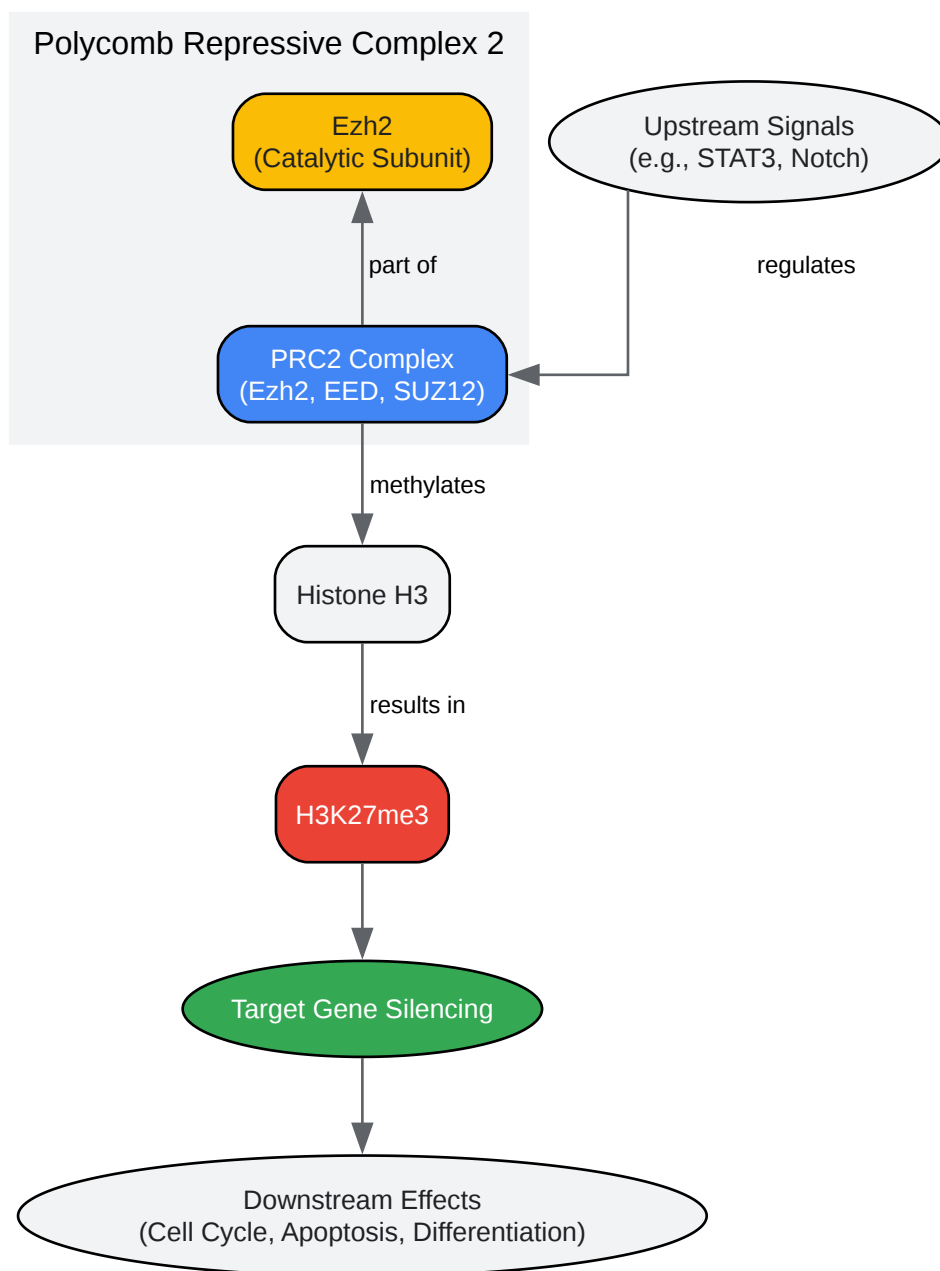 Polycomb Repressive Complex 2
Ezh2
(Catalytic Subunit)
Upstream Signals
(e.g., STAT3, Notch)
part of
regulates
PRC2 Complex
(Ezh2, EED, SUZ12)
methylates
Histone H3
results in
H3K27me3
Target Gene Silencing
Downstream Effects
(Cell Cycle, Apoptosis, Differentiation)